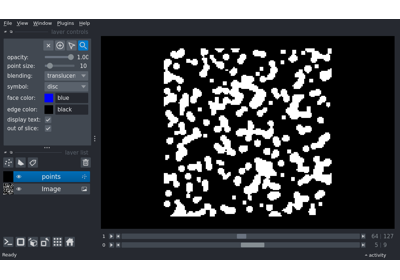 File View Window Plugins Help
layer controls
opacity: 1.00
point size: 10
blending: translucen
symbol: disc
face color: blue
edge color: black
display text:
out of slice:
layer list
points
Image
1 64 127
0 5 9
Ready activity